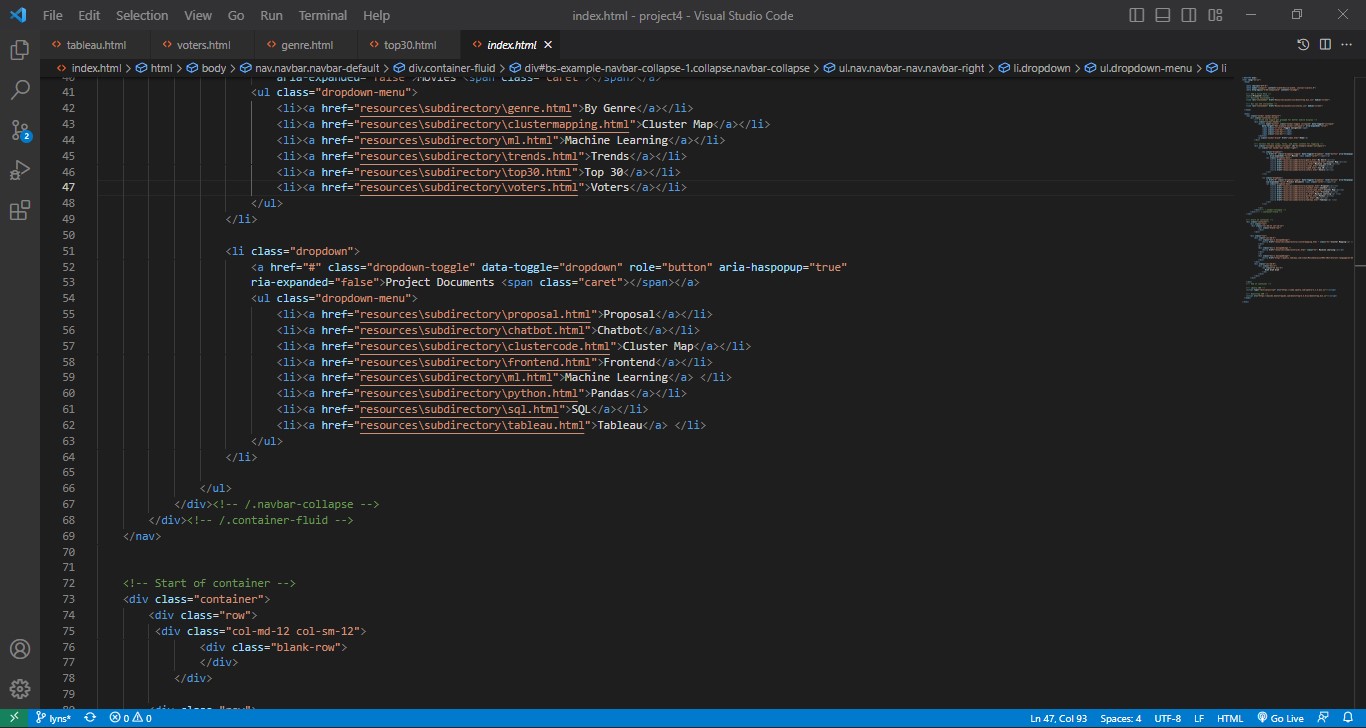 File Edit Selection View Go Run Terminal Help
index.html - project4 - Visual Studio Code
tableau.html voters.html genre.html top30.html index.html
index.html > html > body > nav.navbar.navbar-default > div.container-fluid > div#bs-example-navbar-collapse-1.collapse.navbar-collapse > ul.nav.navbar-nav.navbar-right > li.dropdown > ul.dropdown-menu > li
2
aria-expanded="false">Movies <span class="caret"></span></a>
41 <ul class="dropdown-menu">
42 <li><a href="resources\subdirectory\genre.html">By Genre</a></li>
43 <li><a href="resources\subdirectory\clustermapping.html">Cluster Map</a></li>
44 <li><a href="resources\subdirectory\ml.html">Machine Learning</a></li>
45 <li><a href="resources\subdirectory\trends.html">Trends</a></li>
46 <li><a href="resources\subdirectory\top30.html">Top 30</a></li>
47 <li><a href="resources\subdirectory\voters.html">Voters</a></li>
48 </ul>
49 </li>
50
51 <li class="dropdown">
52 <a href="#" class="dropdown-toggle" data-toggle="dropdown" role="button" aria-haspopup="true"
53 ria-expanded="false">Project Documents <span class="caret"></span></a>
54 <ul class="dropdown-menu">
55 <li><a href="resources\subdirectory\proposal.html">Proposal</a></li>
56 <li><a href="resources\subdirectory\chatbot.html">Chatbot</a></li>
57 <li><a href="resources\subdirectory\clustercode.html">Cluster Map</a></li>
58 <li><a href="resources\subdirectory\frontend.html">Frontend</a></li>
59 <li><a href="resources\subdirectory\ml.html">Machine Learning</a> </li>
60 <li><a href="resources\subdirectory\python.html">Pandas</a></li>
61 <li><a href="resources\subdirectory\sql.html">SQL</a></li>
62 <li><a href="resources\subdirectory\tableau.html">Tableau</a> </li>
63 </ul>
64 </li>
65
66 </ul>
67 </div><!-- /.navbar-collapse -->
68 </div><!-- /.container-fluid -->
69 </nav>
70
71
72 <!-- Start of container -->
73 <div class="container">
74 <div class="row">
75 <div class="col-md-12 col-sm-12">
76 <div class="blank-row">
77 </div>
78 </div>
79
80 <div class="row">
lyns* 0 0 Ln 47, Col 93 Spaces: 4 UTF-8 LF HTML Go Live